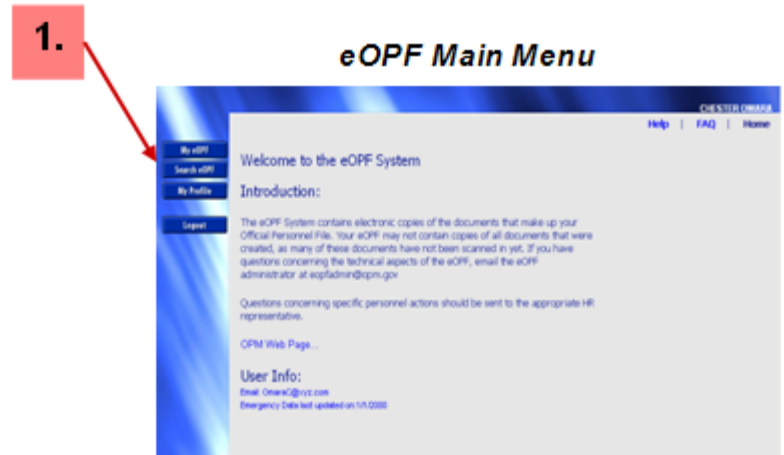 1.
eOPF Main Menu
CHESTER OMARA
Help | FAQ | Home
My eOPF
Search eOPF
My Profile
Logout
Welcome to the eOPF System
Introduction:
The eOPF System contains electronic copies of the documents that make up your
Official Personnel File. Your eOPF may not contain copies of all documents that were
created, as many of these documents have not been scanned in yet. If you have
questions concerning the technical aspects of the eOPF, email the eOPF
administrator at eopfadmin@opm.gov
Questions concerning specific personnel actions should be sent to the appropriate HR
representative.
OPM Web Page...
User Info:
Email: OmaraC@xyz.com
Emergency Data last updated on 1/1/2000